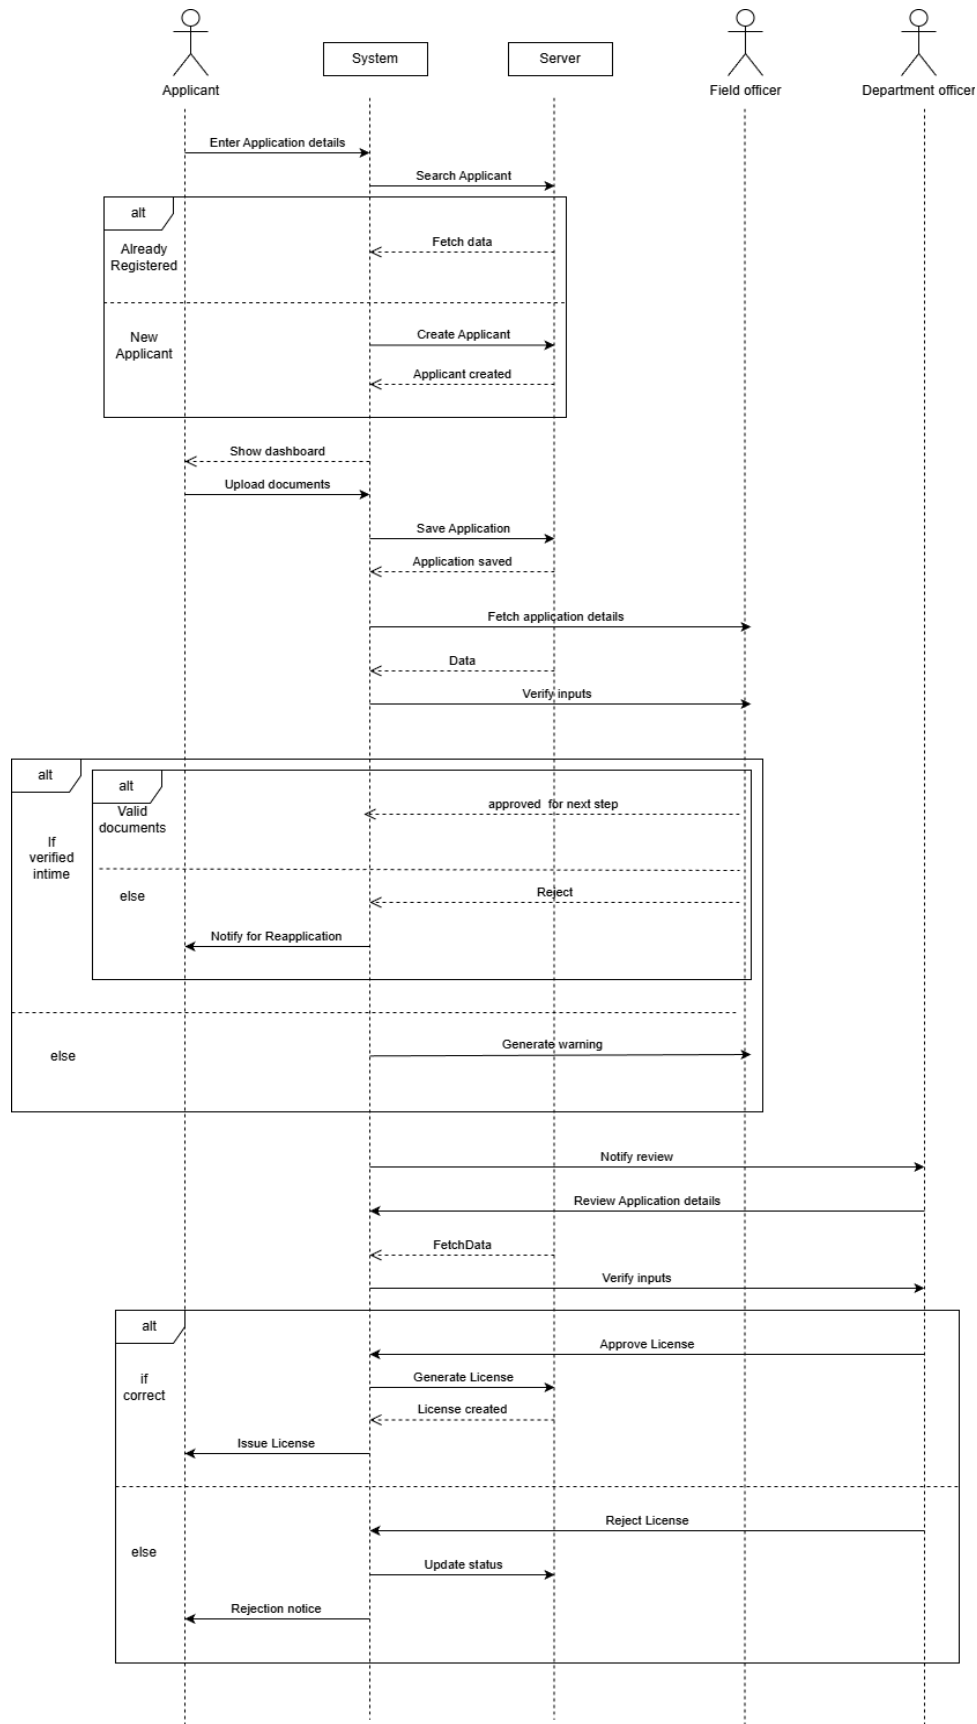 Applicant
System
Server
Field officer
Department officer
Enter Application details
Search Applicant
alt
Already
Registered
Fetch data
New
Applicant
Create Applicant
Applicant created
Show dashboard
Upload documents
Save Application
Application saved
Fetch application details
Data
Verify inputs
alt
alt
Valid
documents
approved for next step
If
verified
intime
else
Reject
Notify for Reapplication
else
Generate warning
Notify review
Review Application details
FetchData
Verify inputs
alt
Approve License
if
correct
Generate License
License created
Issue License
Reject License
else
Update status
Rejection notice